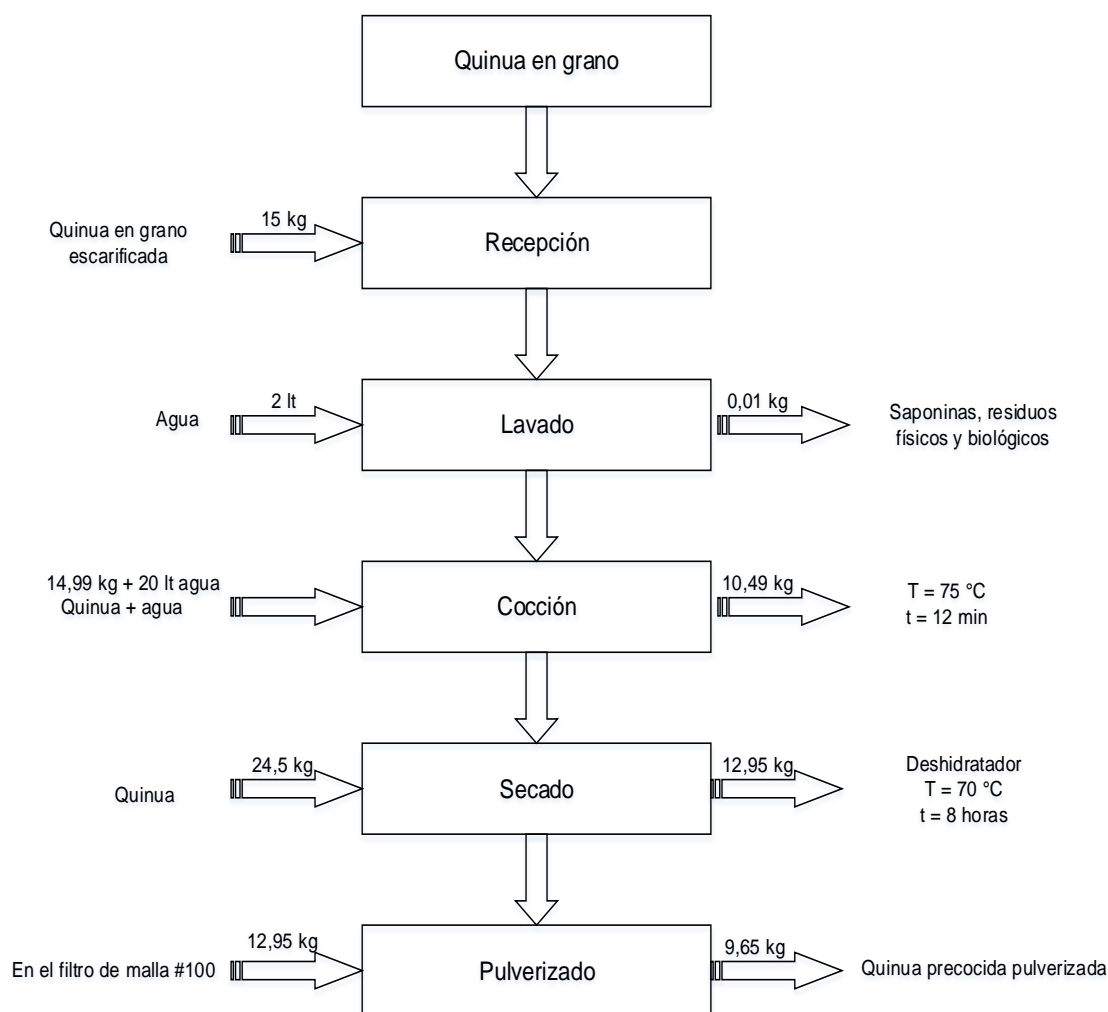 Quinua en grano
15 kg
Quinua en grano
escarificada
Recepción
2 lt
Agua
Lavado
0,01 kg
Saponinas, residuos
físicos y biológicos
14,99 kg + 20 lt agua
Quinua + agua
Cocción
10,49 kg
T = 75 °C
t = 12 min
24,5 kg
Quinua
Secado
12,95 kg
Deshidratador
T = 70 °C
t = 8 horas
12,95 kg
En el filtro de malla #100
Pulverizado
9,65 kg
Quinua precocida pulverizada